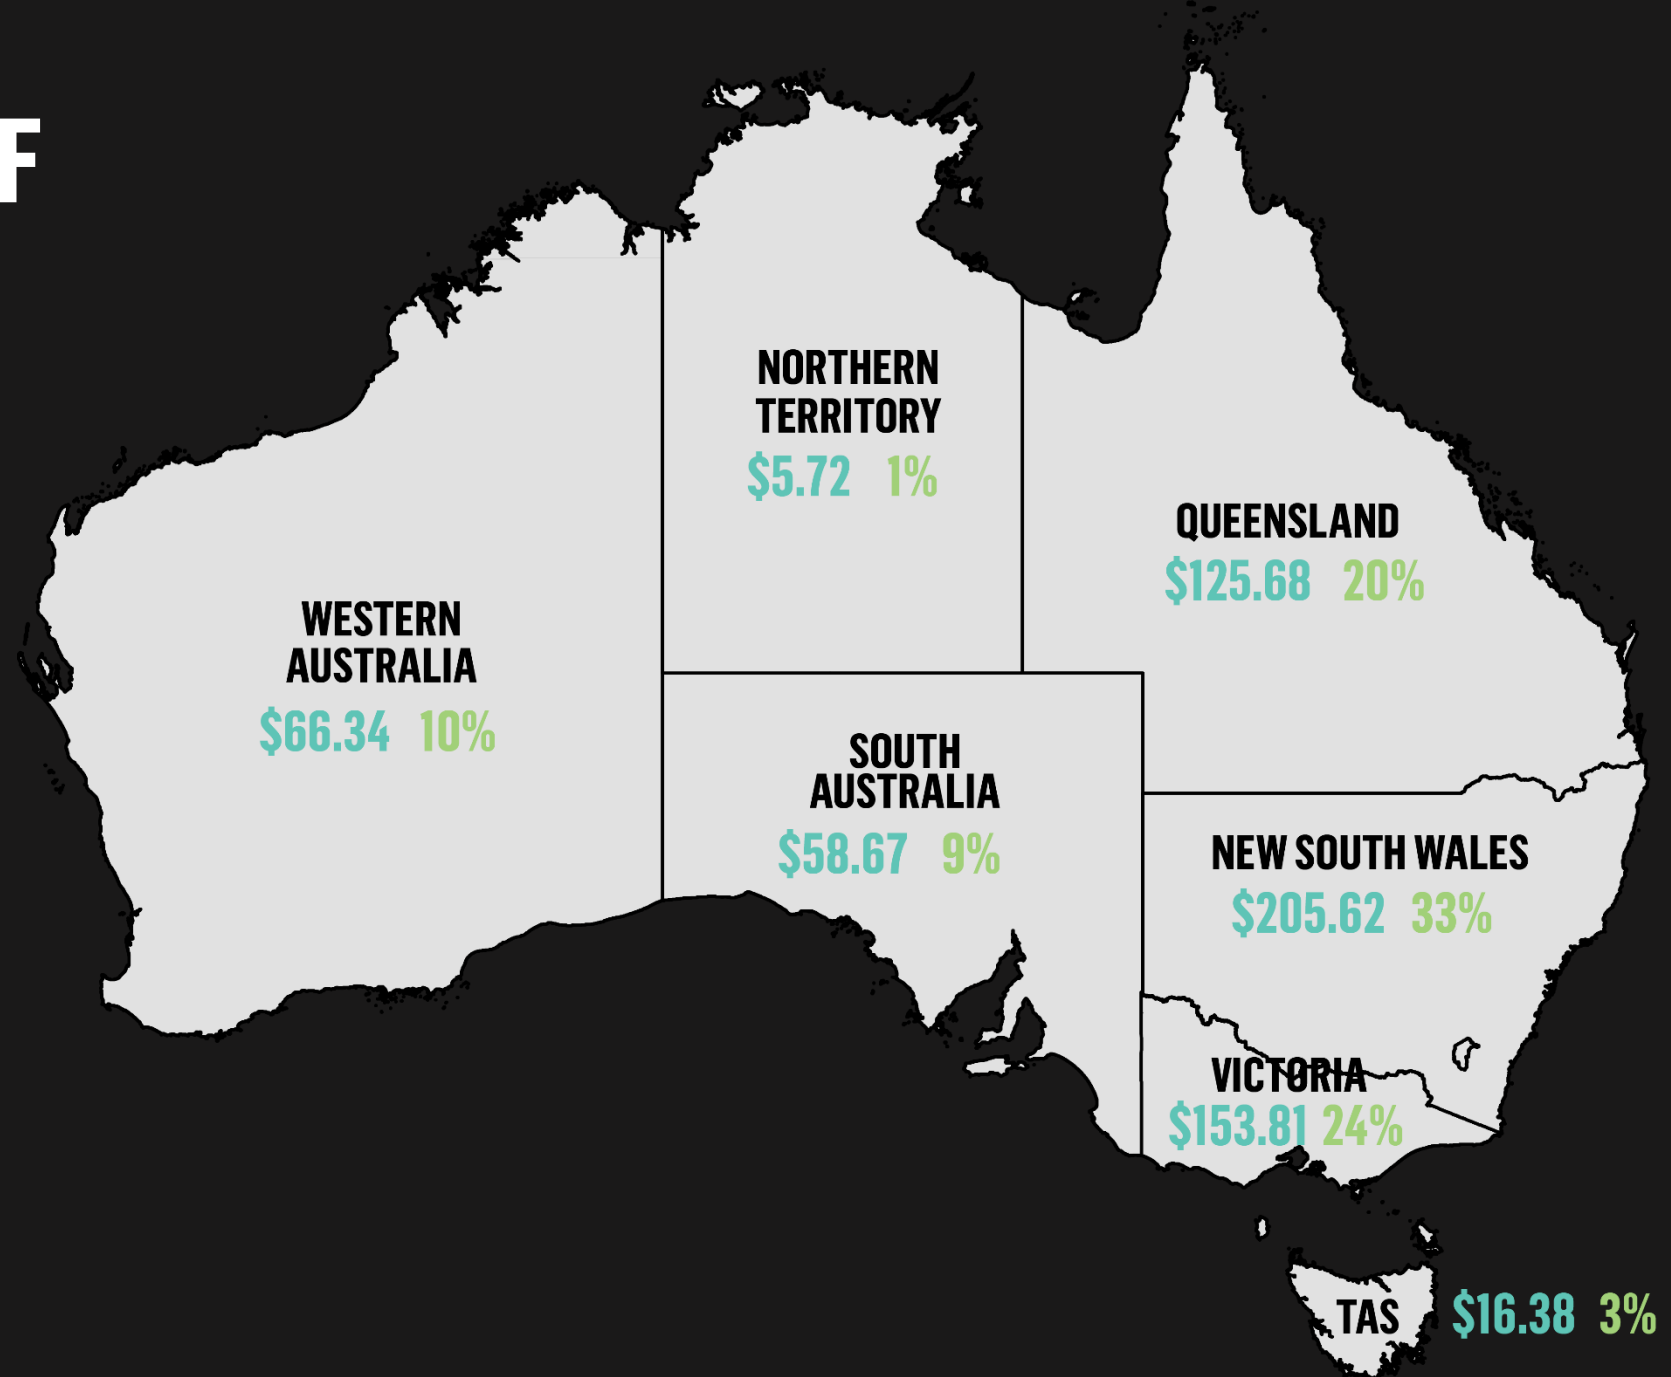 F
NORTHERN
TERRITORY
$5.72 1%
QUEENSLAND
$125.68 20%
WESTERN
AUSTRALIA
$66.34 10%
SOUTH
AUSTRALIA
$58.67 9%
NEW SOUTH WALES
$205.62 33%
VICTORIA
$153.81 24%
TAS
$16.38 3%